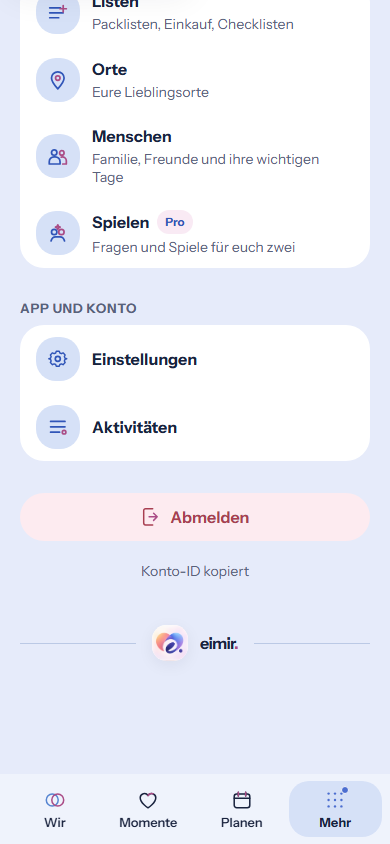 Listen
Packlisten, Einkauf, Checklisten
Orte
Eure Lieblingsorte
Menschen
Familie, Freunde und ihre wichtigen
Tage
Spielen Pro
Fragen und Spiele für euch zwei
APP UND KONTO
Einstellungen
Aktivitäten
Abmelden
Konto-ID kopiert
eimir.
Wir Momente Planen Mehr